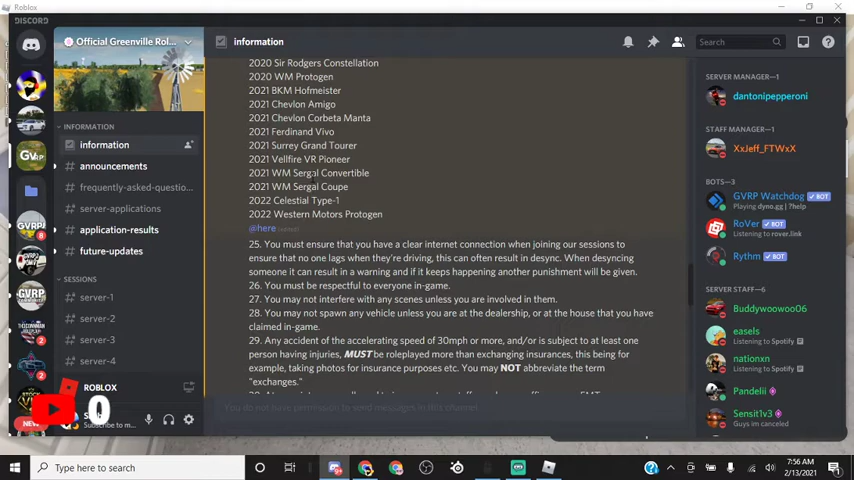 Roblox
DISCORD
Official Greenville Rol...
information
Search
2020 Sir Rodgers Constellation
2020 WM Protogen
2021 BKM Hofmeister
2021 Chevlon Amigo
2021 Chevlon Corbeta Manta
2021 Ferdinand Vivo
2021 Surrey Grand Tourer
2021 Vellfire VR Pioneer
2021 WM Sergal Convertible
2021 WM Sergal Coupe
2022 Celestial Type-1
2022 Western Motors Protogen
@here (edited)
25. You must ensure that you have a clear internet connection when joining our sessions to
ensure that no one lags when they're driving, this can often result in desync. When desyncing
someone it can result in a warning and if it keeps happening another punishment will be given.
26. You must be respectful to everyone in-game.
27. You may not interfere with any scenes unless you are involved in them.
28. You may not spawn any vehicle unless you are at the dealership, or at the house that you have
claimed in-game.
29. Any accident of the accelerating speed of 30mph or more, and/or is subject to at least one
person having injuries, MUST be roleplayed more than exchanging insurances, this being for
example, taking photos for insurance purposes etc. You may NOT abbreviate the term
"exchanges."
You do not have permission to send messages in this channel.
INFORMATION
information
announcements
frequently-asked-questio...
server-applications
application-results
future-updates
SESSIONS
server-1
server-2
server-3
server-4
GVRP
8
2
NEW
ROBLOX
0
Subscribe to m...
SERVER MANAGER—1
dantonipepperoni
STAFF MANAGER—1
XxJeff_FTWxX
BOTS—3
GVRP Watchdog BOT
Playing dyno.gg | ?help
RoVer BOT
Listening to rover.link
Rythm BOT
SERVER STAFF—6
Buddywoowoo06
easels
Listening to Spotify
nationxn
Listening to Spotify
Pandelii
Sensit1v3
Guys im canceled
Type here to search
7:56 AM
2/13/2021